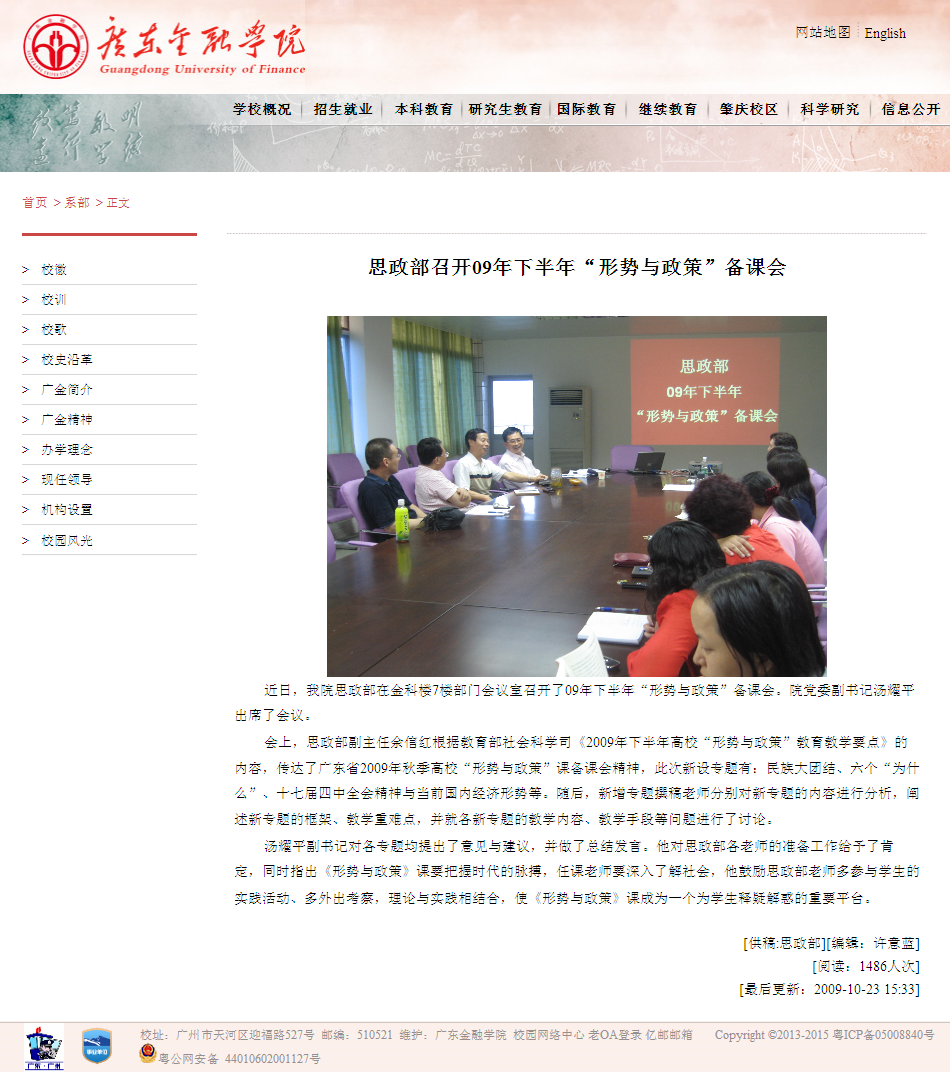 广东金融学院
Guangdong University of Finance
网站地图 English
学校概况 招生就业 本科教育 研究生教育 国际教育 继续教育 肇庆校区 科学研究 信息公开
首页 > 系部 > 正文
> 校徽
> 校训
> 校歌
> 校史沿革
> 广金简介
> 广金精神
> 办学理念
> 现任领导
> 机构设置
> 校园风光
思政部召开09年下半年“形势与政策”备课会
思政部
09年下半年
“形势与政策”备课会
近日，我院思政部在金科楼7楼部门会议室召开了09年下半年“形势与政策”备课会。院党委副书记汤耀平
出席了会议。
会上，思政部副主任余信红根据教育部社会科学司《2009年下半年高校“形势与政策”教育教学要点》的
内容，传达了广东省2009年秋季高校“形势与政策”课备课会精神，此次新设专题有：民族大团结、六个“为什
么”、十七届四中全会精神与当前国内经济形势等。随后，新增专题撰稿老师分别对新专题的内容进行分析，阐
述新专题的框架、教学重难点，并就各新专题的教学内容、教学手段等问题进行了讨论。
汤耀平副书记对各专题均提出了意见与建议，并做了总结发言。他对思政部各老师的准备工作给予了肯
定，同时指出《形势与政策》课要把握时代的脉搏，任课老师要深入了解社会，他鼓励思政部老师多参与学生的
实践活动、多外出考察，理论与实践相结合，使《形势与政策》课成为一个为学生释疑解惑的重要平台。
[供稿:思政部][编辑：许意蓝]
[阅读：1486人次]
[最后更新：2009-10-23 15:33]
校址：广州市天河区迎福路527号 邮编：510521 维护：广东金融学院 校园网络中心 老OA登录 亿邮邮箱 Copyright ©2013-2015 粤ICP备05008840号
粤公网安备 44010602001127号
广东·广州
事业单位